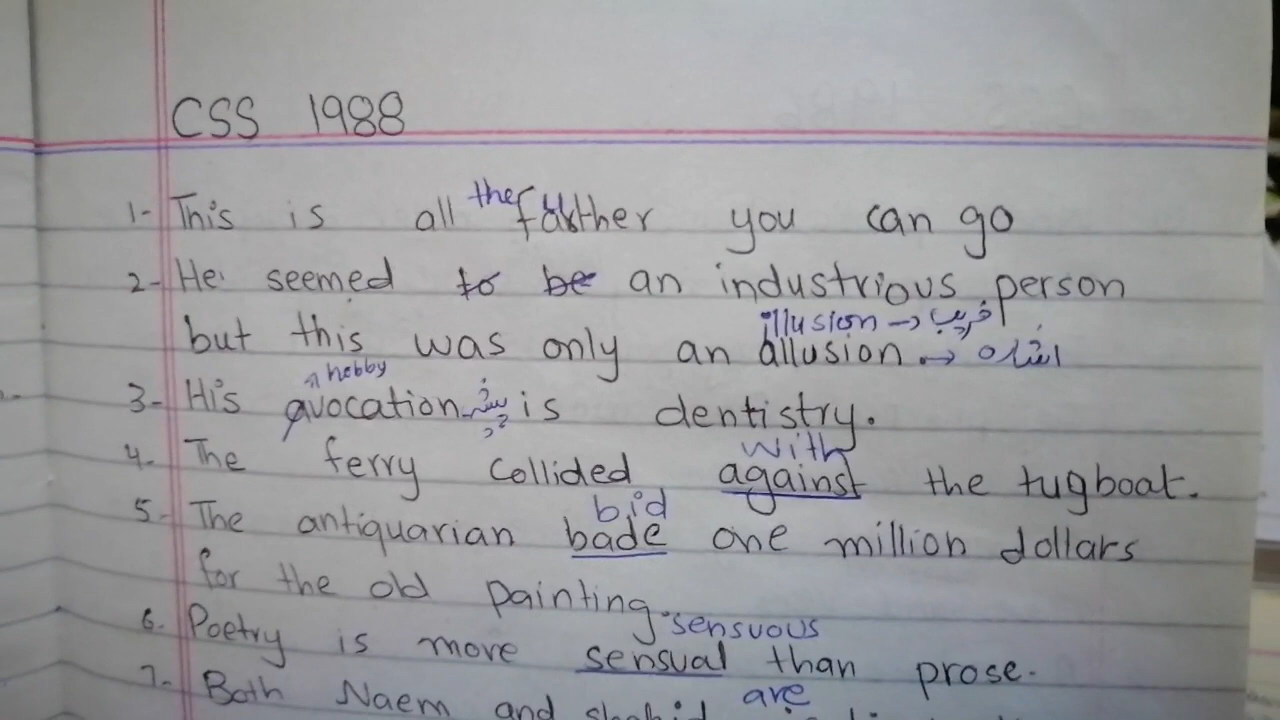 CSS 1988
the
1- This is all farther you can go
2- He seemed to be an industrious person
illusion → فریب
but this was only an allusion. → اشارہ
hobby
3- His avocation پیشہ is dentistry.
with
4- The ferry collided against the tugboat.
bid
5- The antiquarian bade one million dollars
for the old painting.
sensuous
6. Poetry is more sensual than prose.
are
7- Both Naem and